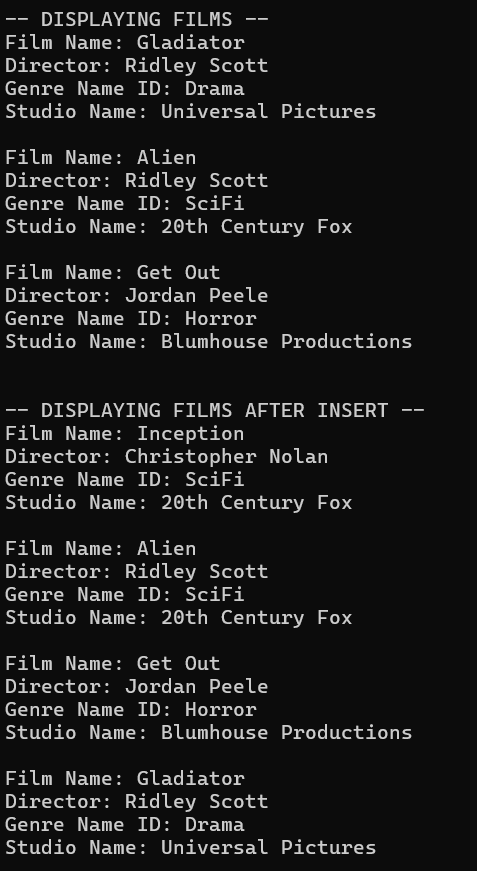 -- DISPLAYING FILMS --
Film Name: Gladiator
Director: Ridley Scott
Genre Name ID: Drama
Studio Name: Universal Pictures

Film Name: Alien
Director: Ridley Scott
Genre Name ID: SciFi
Studio Name: 20th Century Fox

Film Name: Get Out
Director: Jordan Peele
Genre Name ID: Horror
Studio Name: Blumhouse Productions

-- DISPLAYING FILMS AFTER INSERT --
Film Name: Inception
Director: Christopher Nolan
Genre Name ID: SciFi
Studio Name: 20th Century Fox

Film Name: Alien
Director: Ridley Scott
Genre Name ID: SciFi
Studio Name: 20th Century Fox

Film Name: Get Out
Director: Jordan Peele
Genre Name ID: Horror
Studio Name: Blumhouse Productions

Film Name: Gladiator
Director: Ridley Scott
Genre Name ID: Drama
Studio Name: Universal Pictures